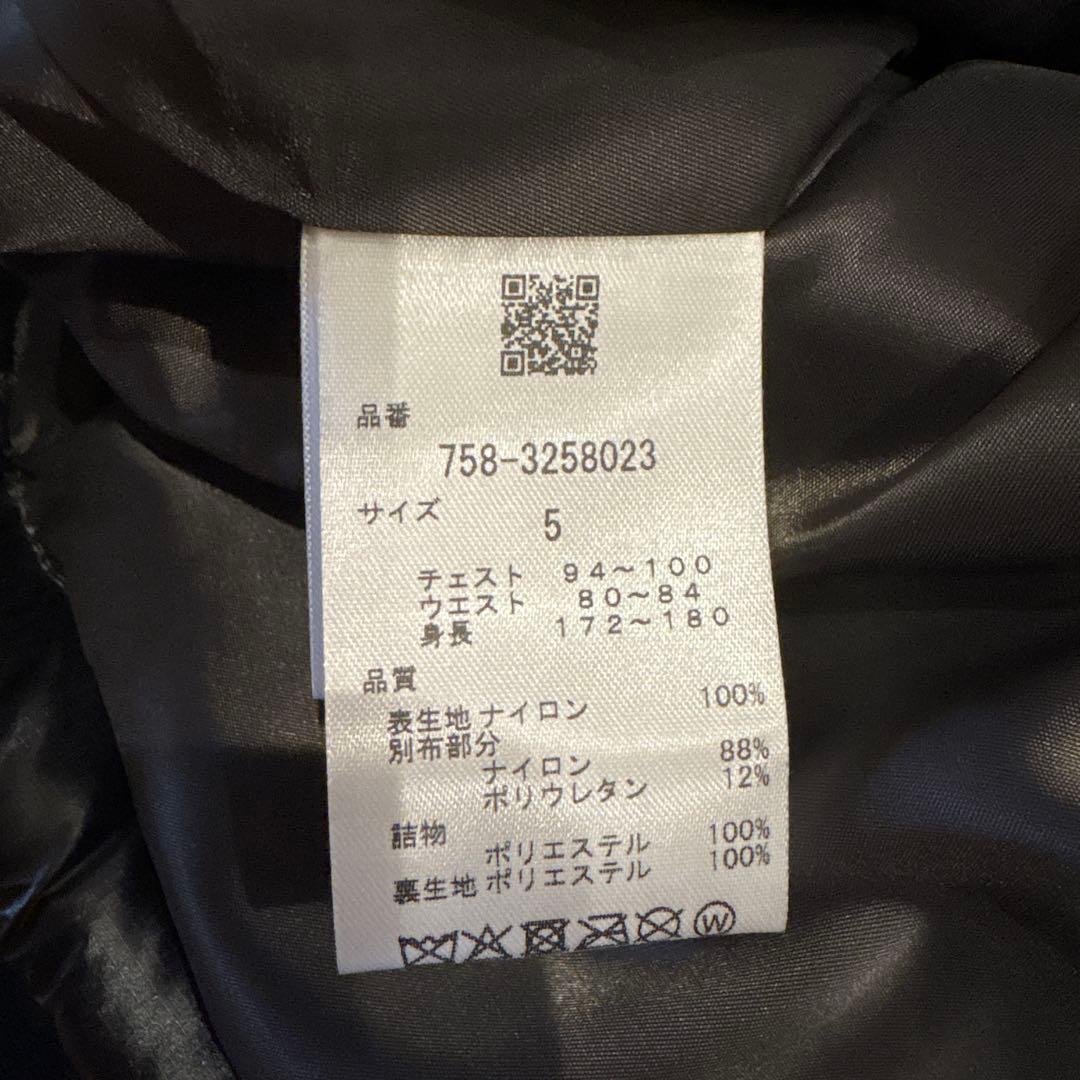 品番
758-3258023
サイズ 5
チェスト 94～100
ウエスト 80～84
身長 172～180
品質
表生地 ナイロン 100%
別布部分
ナイロン 88%
ポリウレタン 12%
詰物
ポリエステル 100%
裏生地 ポリエステル 100%
W